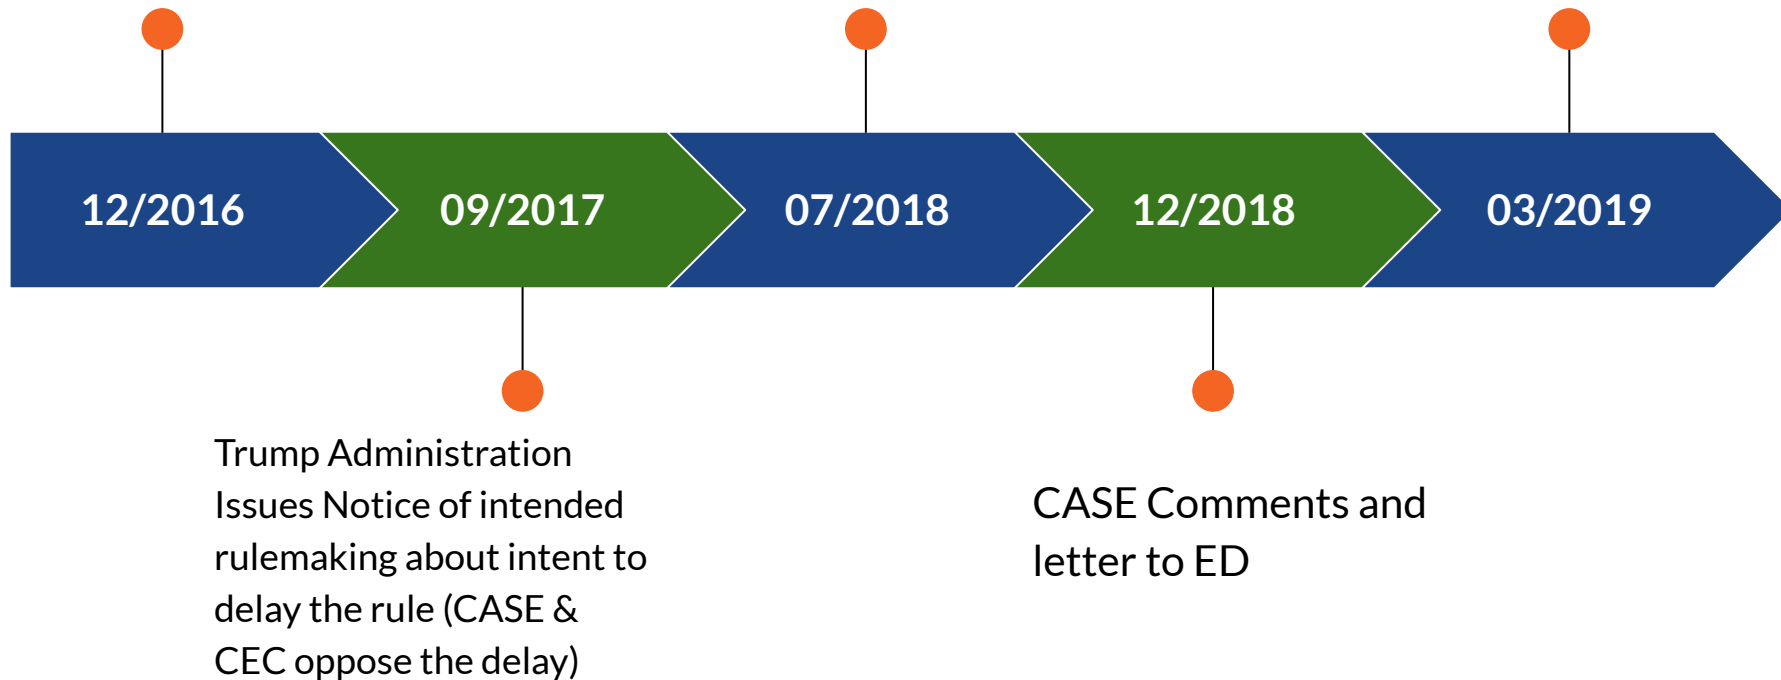 12/2016
09/2017
07/2018
12/2018
03/2019
Trump Administration
Issues Notice of intended
rulemaking about intent to
delay the rule (CASE &
CEC oppose the delay)
CASE Comments and
letter to ED